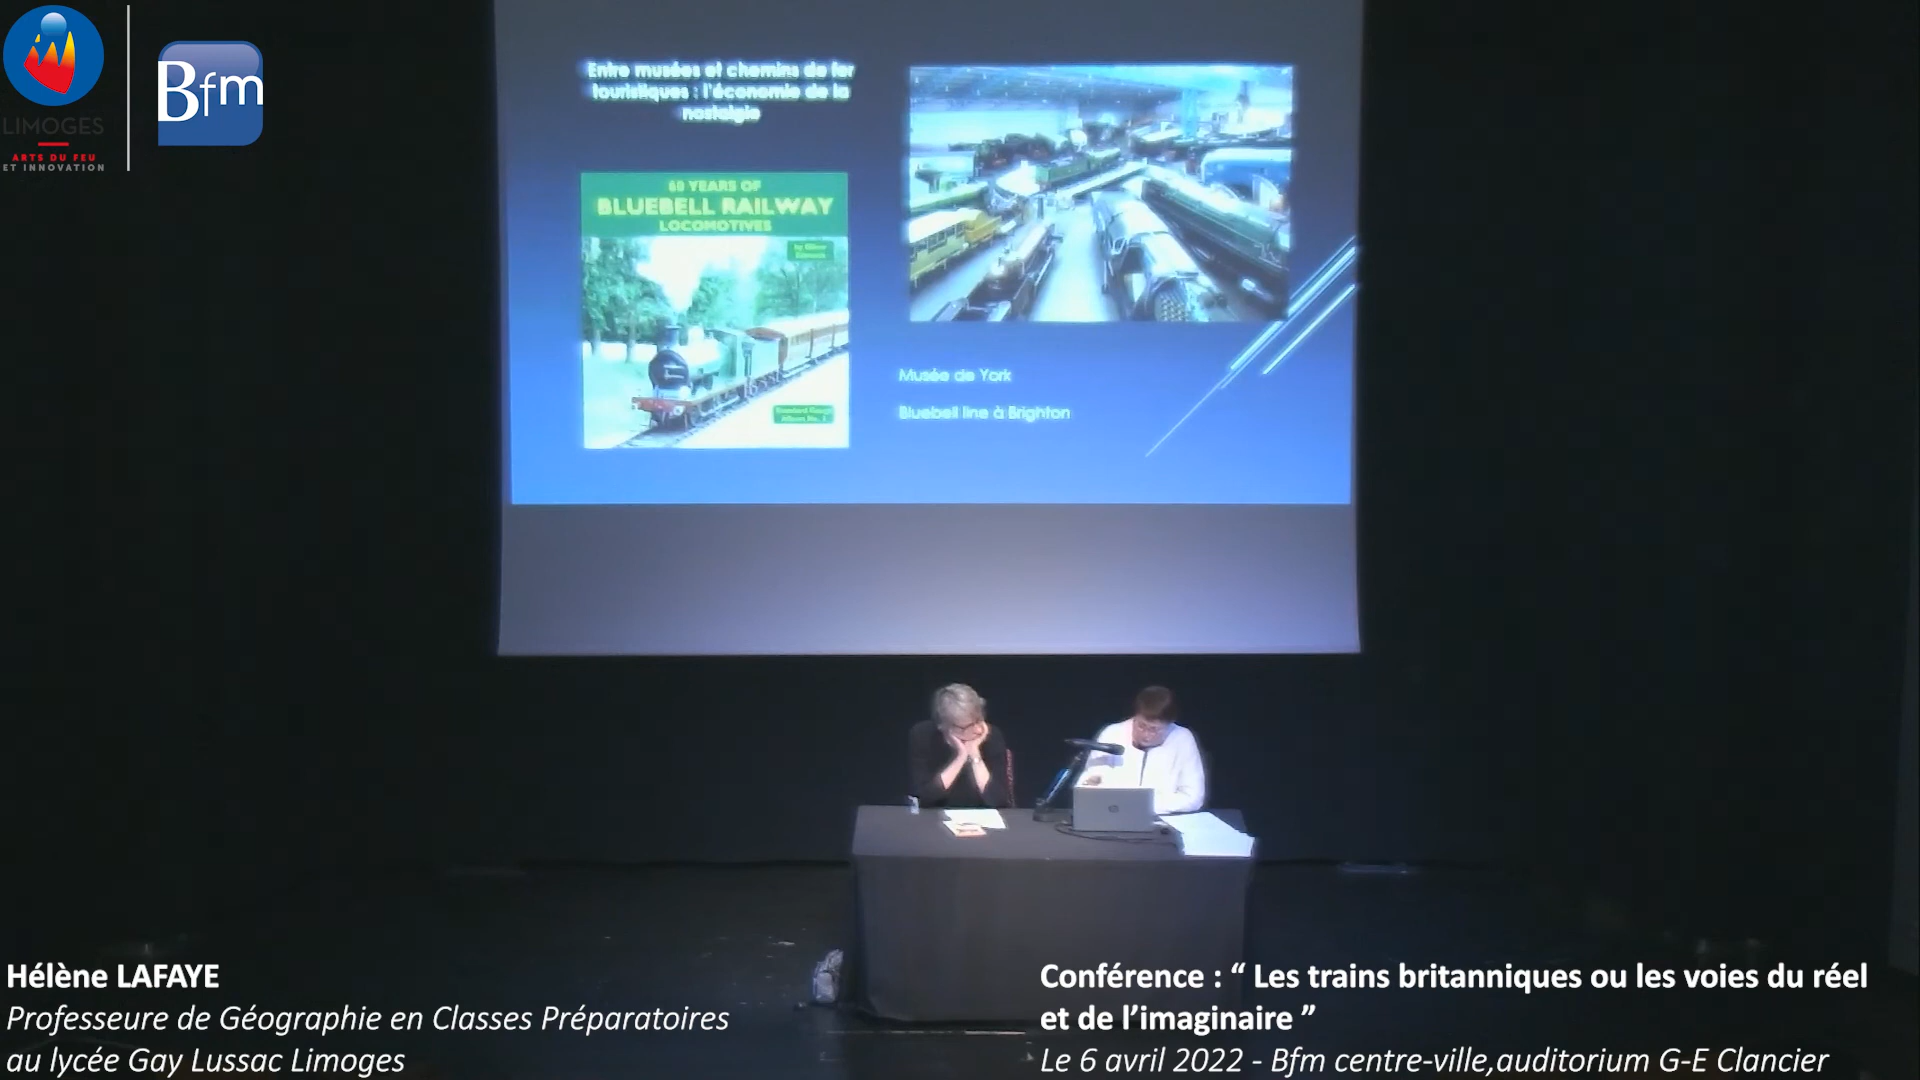 LIMOGES
ARTS DU FEU
ET INNOVATION
Bfm
Entre musées et chemins de fer
touristiques : l'économie de la
nostalgie
60 YEARS OF
BLUEBELL RAILWAY
LOCOMOTIVES
Musée de York
Bluebell line à Brighton
hp
Hélène LAFAYE
Professeure de Géographie en Classes Préparatoires
au lycée Gay Lussac Limoges
Conférence : “ Les trains britanniques ou les voies du réel
et de l’imaginaire ”
Le 6 avril 2022 - Bfm centre-ville,auditorium G-E Clancier